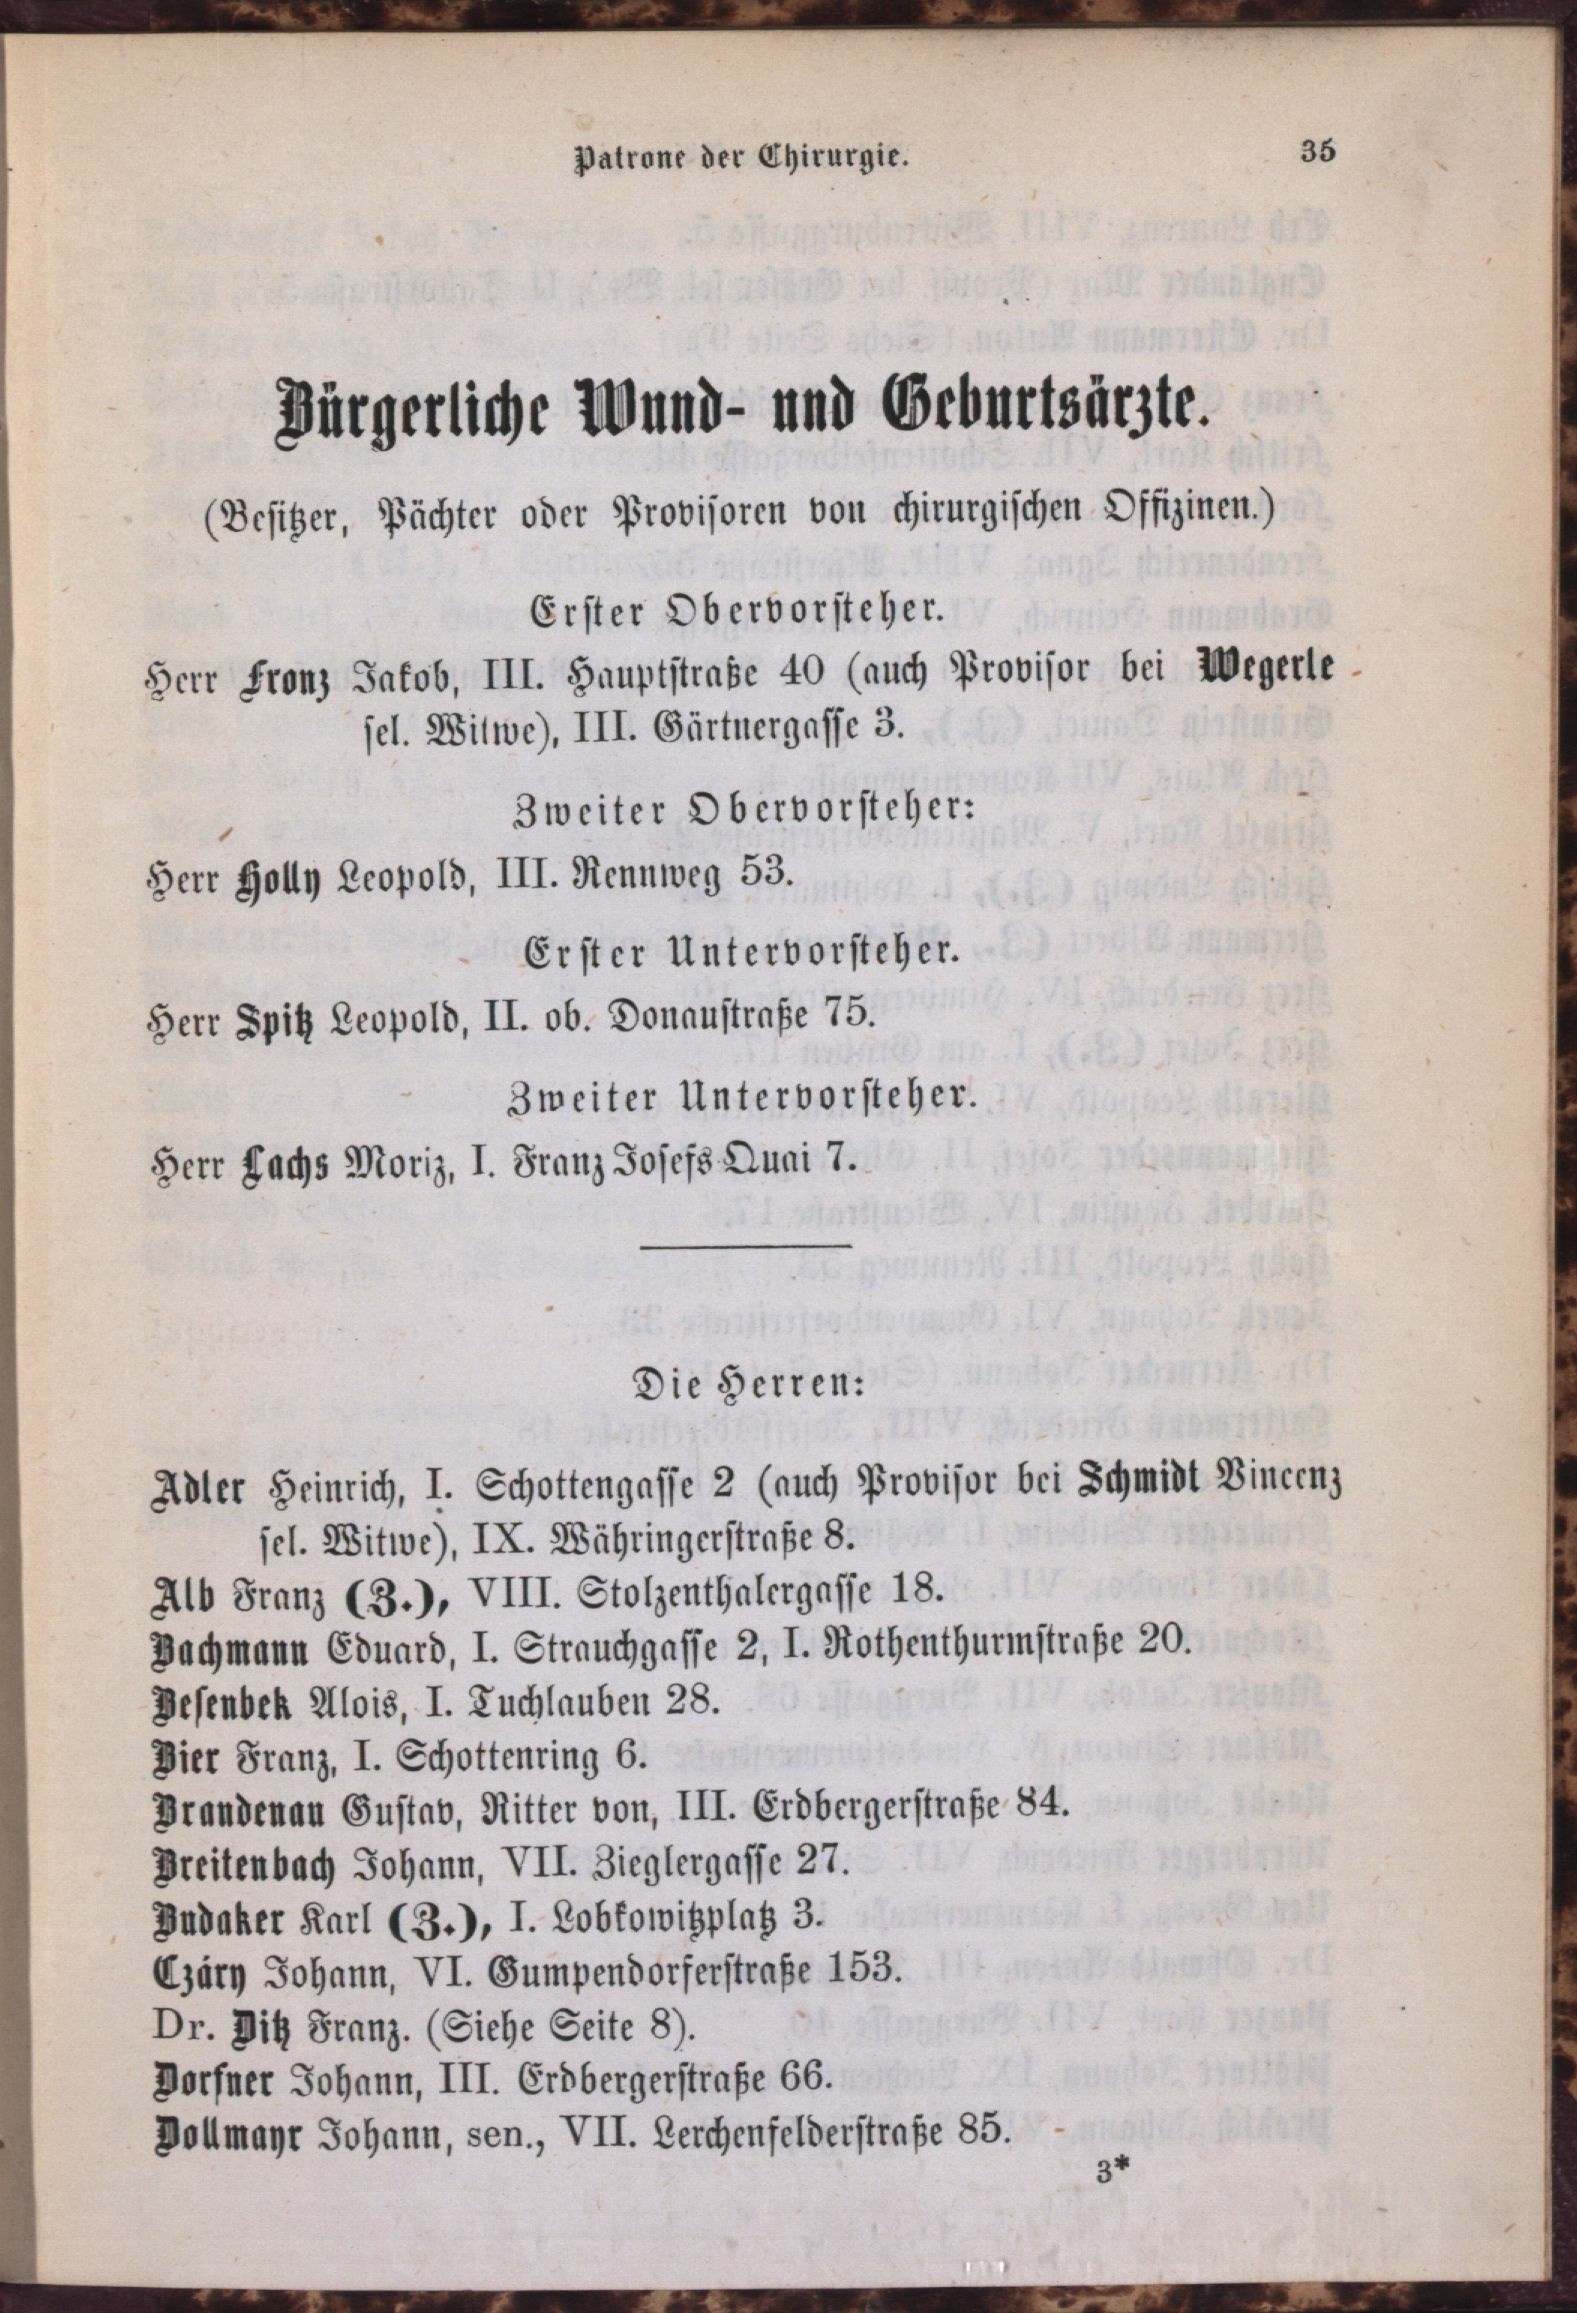 Patrone der Chirurgie. 35
Bürgerliche Wund- und Geburtsärzte.
(Besitzer, Pächter oder Provisoren von chirurgischen Offizinen.)
Erster Obervorsteher.
Herr Fronz Jakob, III. Hauptstraße 40 (auch Provisor bei Wegerle
sel. Witwe), III. Gärtnergasse 3.
Zweiter Obervorsteher:
Herr Holly Leopold, III. Rennweg 53.
Erster Untervorsteher.
Herr Spitz Leopold, II. ob. Donaustraße 75.
Zweiter Untervorsteher.
Herr Lachs Moriz, I. Franz Josefs Quai 7.
Die Herren:
Adler Heinrich, I. Schottengasse 2 (auch Provisor bei Schmidt Vincenz
sel. Witwe), IX. Währingerstraße 8.
Alb Franz (Z.), VIII. Stolzenthalergasse 18.
Bachmann Eduard, I. Strauchgasse 2, I. Rothenthurmstraße 20.
Besenbek Alois, I. Tuchlauben 28.
Bier Franz, I. Schottenring 6.
Brandenau Gustav, Ritter von, III. Erdbergerstraße 84.
Breitenbach Johann, VII. Zieglergasse 27.
Budaker Karl (Z.), I. Lobkowitzplatz 3.
Czáry Johann, VI. Gumpendorferstraße 153.
Dr. Ditz Franz. (Siehe Seite 8).
Dorfner Johann, III. Erdbergerstraße 66.
Dollmayr Johann, sen., VII. Lerchenfelderstraße 85.
3*